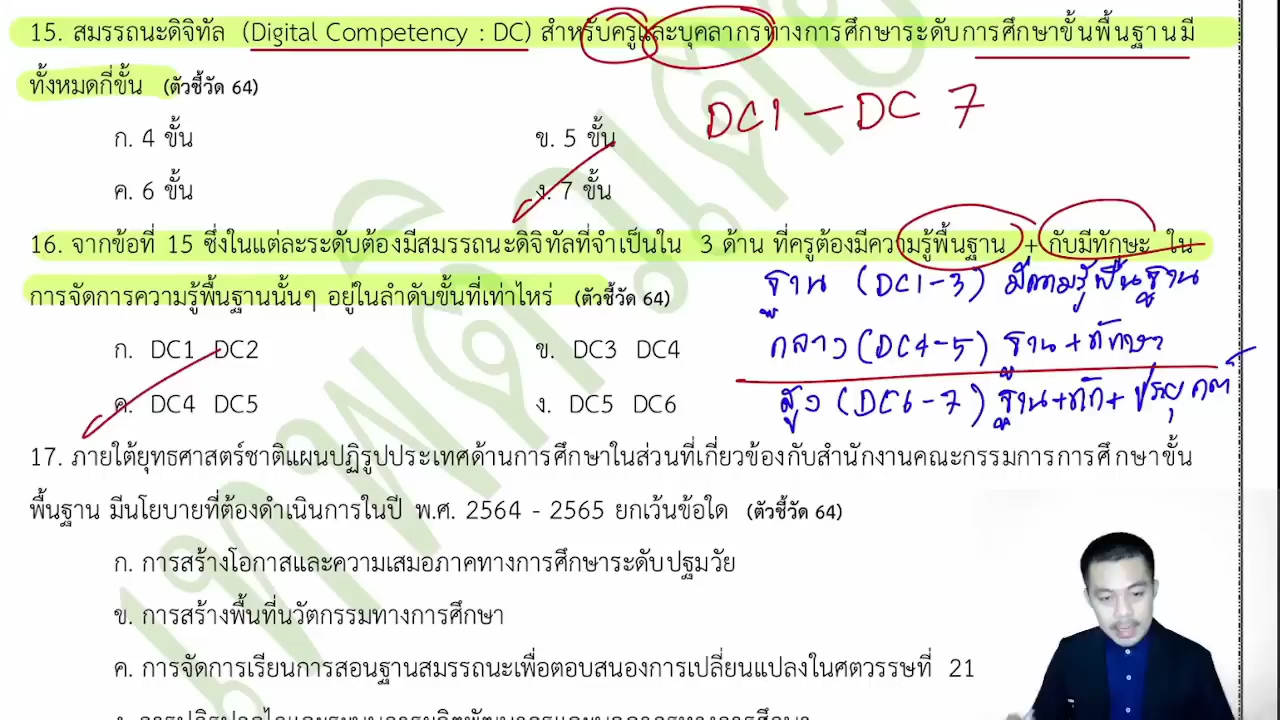 15. สมรรถนะดิจิทัล (Digital Competency : DC) สำหรับครูและบุคลากรทางการศึกษาระดับการศึกษาขั้นพื้นฐานมี
ทั้งหมดกี่ขั้น (ตัวชี้วัด 64)
DC1 – DC 7
ก. 4 ขั้น ข. 5 ขั้น
ค. 6 ขั้น ง. 7 ขั้น
16. จากข้อที่ 15 ซึ่งในแต่ละระดับต้องมีสมรรถนะดิจิทัลที่จำเป็นใน 3 ด้าน ที่ครูต้องมีความรู้พื้นฐาน + กับมีทักษะ ใน
การจัดการความรู้พื้นฐานนั้นๆ อยู่ในลำดับขั้นที่เท่าไหร่ (ตัวชี้วัด 64)
ฐาน (DC1-3) มีความรู้พื้นฐาน
กลาง (DC4-5) ฐาน+ทักษะ
สูง (DC6-7) ฐาน+ทัก+ประยุกต์
ก. DC1 DC2 ข. DC3 DC4
ค. DC4 DC5 ง. DC5 DC6
17. ภายใต้ยุทธศาสตร์ชาติแผนปฏิรูปประเทศด้านการศึกษาในส่วนที่เกี่ยวข้องกับสำนักงานคณะกรรมการการศึกษาขั้น
พื้นฐาน มีนโยบายที่ต้องดำเนินการในปี พ.ศ. 2564 - 2565 ยกเว้นข้อใด (ตัวชี้วัด 64)
ก. การสร้างโอกาสและความเสมอภาคทางการศึกษาระดับปฐมวัย
ข. การสร้างพื้นที่นวัตกรรมทางการศึกษา
ค. การจัดการเรียนการสอนฐานสมรรถนะเพื่อตอบสนองการเปลี่ยนแปลงในศตวรรษที่ 21